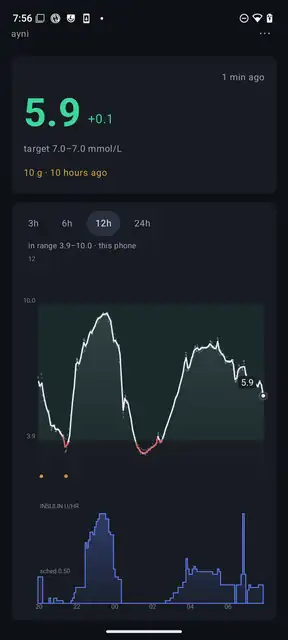 7:56
ayni
1 min ago
5.9 +0.1
target 7.0–7.0 mmol/L
10 g · 10 hours ago
3h 6h 12h 24h
in range 3.9–10.0 · this phone
12
10.0
5.9
3.9
INSULIN U/HR
sched 0.50
20 22 00 02 04 06